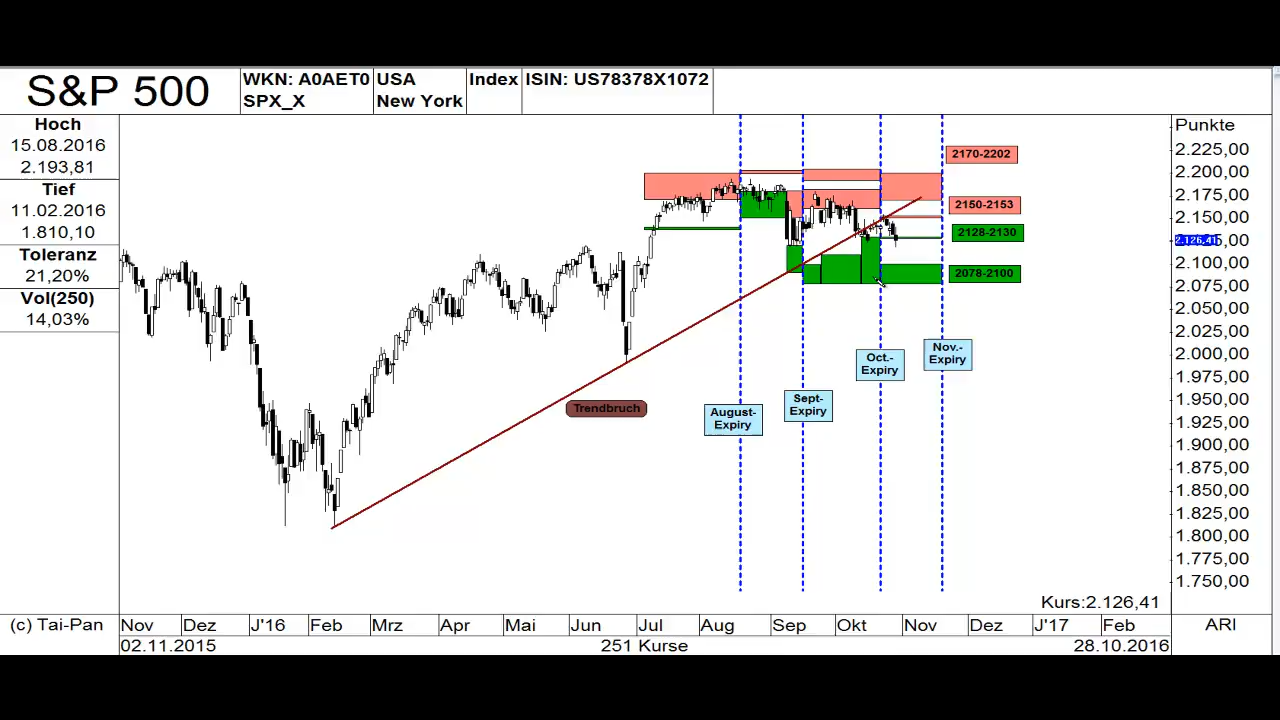 S&P 500
WKN: A0AET0
SPX_X
USA
New York
Index
ISIN: US78378X1072
Hoch
15.08.2016
2.193,81
Tief
11.02.2016
1.810,10
Toleranz
21,20%
Vol(250)
14,03%
Punkte
2.225,00
2.200,00
2.175,00
2.150,00
2.100,00
2.075,00
2.050,00
2.025,00
2.000,00
1.975,00
1.950,00
1.925,00
1.900,00
1.875,00
1.850,00
1.825,00
1.800,00
1.775,00
1.750,00
2170-2202
2150-2153
2128-2130
2078-2100
Trendbruch
August-
Expiry
Sept-
Expiry
Oct.-
Expiry
Nov.-
Expiry
Kurs:2.126,41
(c) Tai-Pan
Nov Dez J'16 Feb Mrz Apr Mai Jun Jul Aug Sep Okt Nov Dez J'17 Feb
ARI
02.11.2015
251 Kurse
28.10.2016